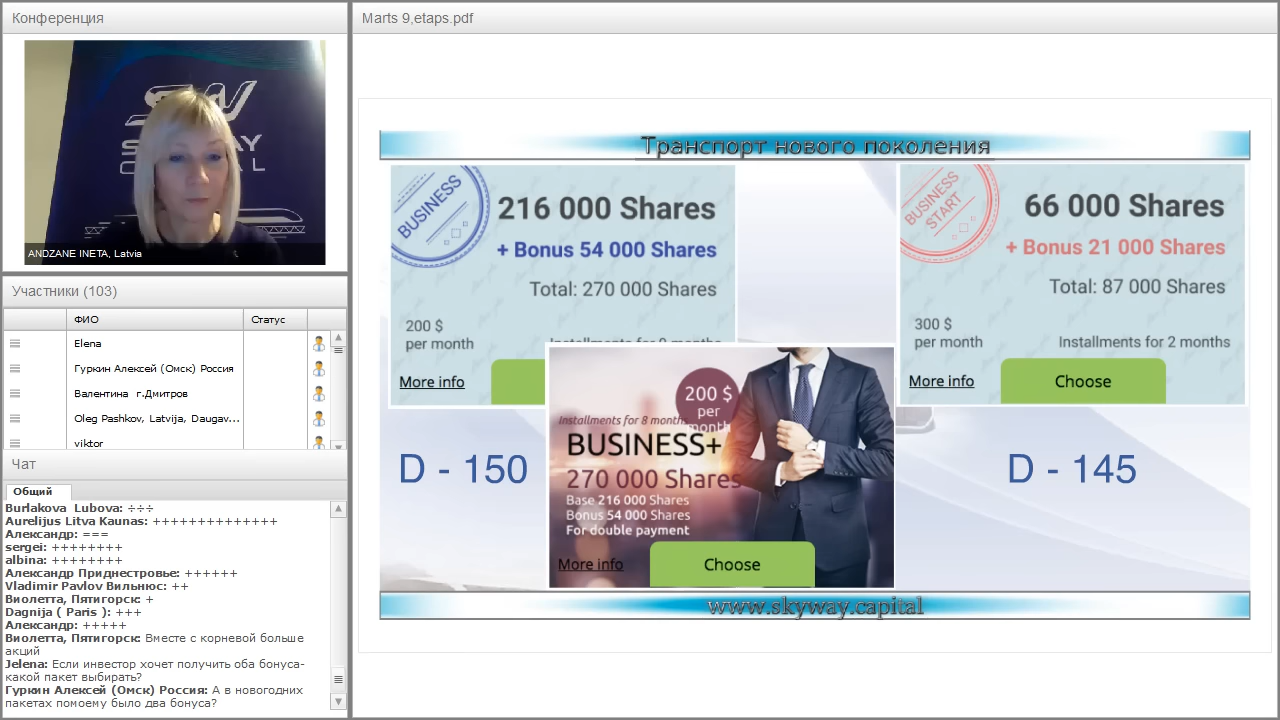 Конференция
SW
SKYWAY
CAPITAL
ANDZANE INETA, Latvia
Участники (103)
ФИО Статус
Elena
Гуркин Алексей (Омск) Россия
Валентина г.Дмитров
Oleg Pashkov, Latvija, Daugav...
viktor
Чат
Общий
Burlakova Lubova: ÷÷÷
Aurelijus Litva Kaunas: ++++++++++++++
Александр: ===
sergei: ++++++++
albina: ++++++++
Александр Приднестровье: ++++++
Vladimir Pavlov Вильнюс: ++
Виолетта, Пятигорск: +
Dagnija ( Paris ): +++
Александр: +++++
Виолетта, Пятигорск: Вместе с корневой больше
акций
Jelena: Если инвестор хочет получить оба бонуса-
какой пакет выбирать?
Гуркин Алексей (Омск) Россия: А в новогодних
пакетах помоему было два бонуса?
Marts 9,etaps.pdf
Транспорт нового поколения
BUSINESS
216 000 Shares
+ Bonus 54 000 Shares
Total: 270 000 Shares
200 $
per month
Installments for 9 months
More info
D - 150
200 $
per
month
Installments for 8 months
BUSINESS+
270 000 Shares
Base 216 000 Shares
Bonus 54 000 Shares
For double payment
More info
Choose
BUSINESS
START
66 000 Shares
+ Bonus 21 000 Shares
Total: 87 000 Shares
300 $
per month
Installments for 2 months
More info
Choose
D - 145
www.skyway.capital